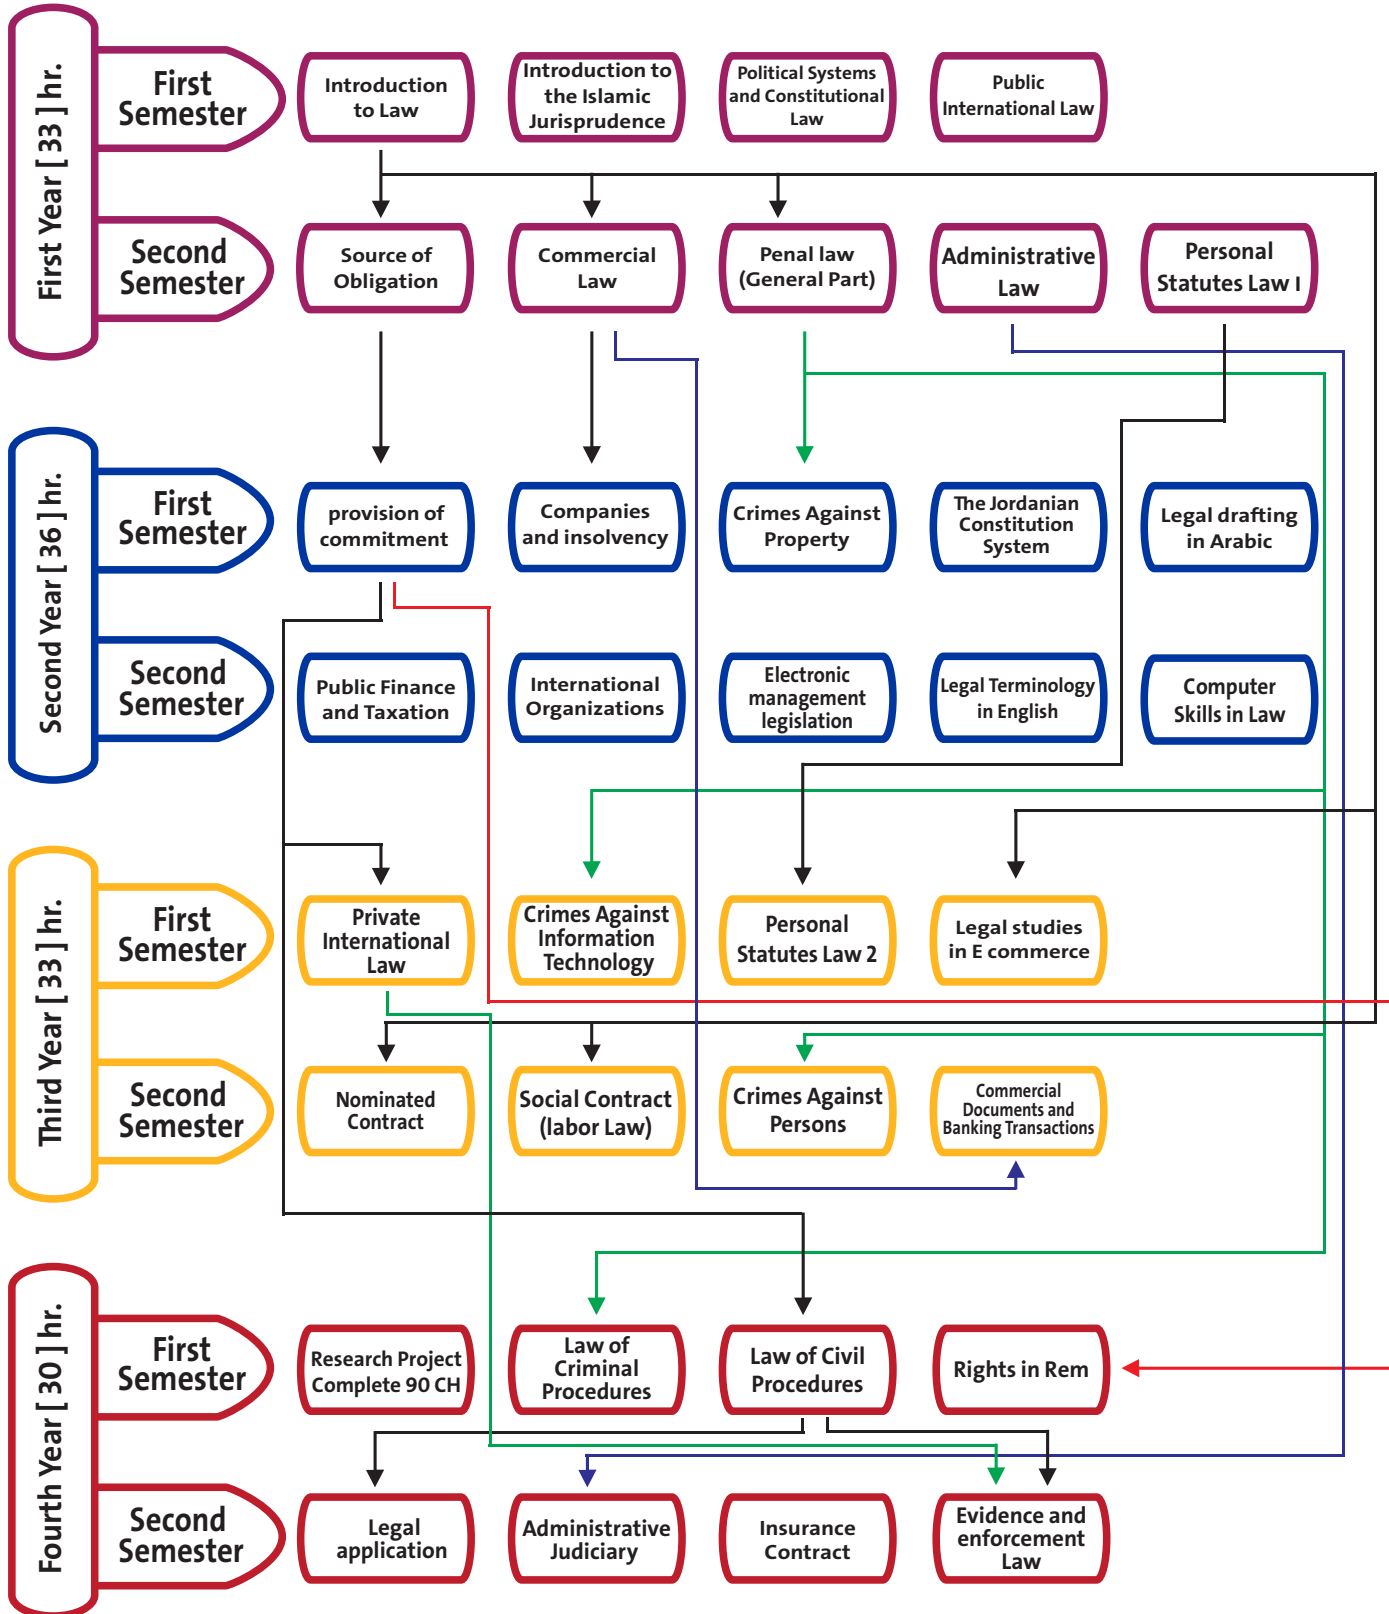 First Year [ 33 ] hr.
First
Semester
Introduction
to Law
Introduction to
the Islamic
Jurisprudence
Political Systems
and Constitutional
Law
Public
International Law
Second
Semester
Source of
Obligation
Commercial
Law
Penal law
(General Part)
Administrative
Law
Personal
Statutes Law I
Second Year [ 36 ] hr.
First
Semester
provision of
commitment
Companies
and insolvency
Crimes Against
Property
The Jordanian
Constitution
System
Legal drafting
in Arabic
Second
Semester
Public Finance
and Taxation
International
Organizations
Electronic
management
legislation
Legal Terminology
in English
Computer
Skills in Law
Third Year [ 33 ] hr.
First
Semester
Private
International
Law
Crimes Against
Information
Technology
Personal
Statutes Law 2
Legal studies
in E commerce
Second
Semester
Nominated
Contract
Social Contract
(labor Law)
Crimes Against
Persons
Commercial
Documents and
Banking Transactions
Fourth Year [ 30 ] hr.
First
Semester
Research Project
Complete 90 CH
Law of
Criminal
Procedures
Law of Civil
Procedures
Rights in Rem
Second
Semester
Legal
application
Administrative
Judiciary
Insurance
Contract
Evidence and
enforcement
Law